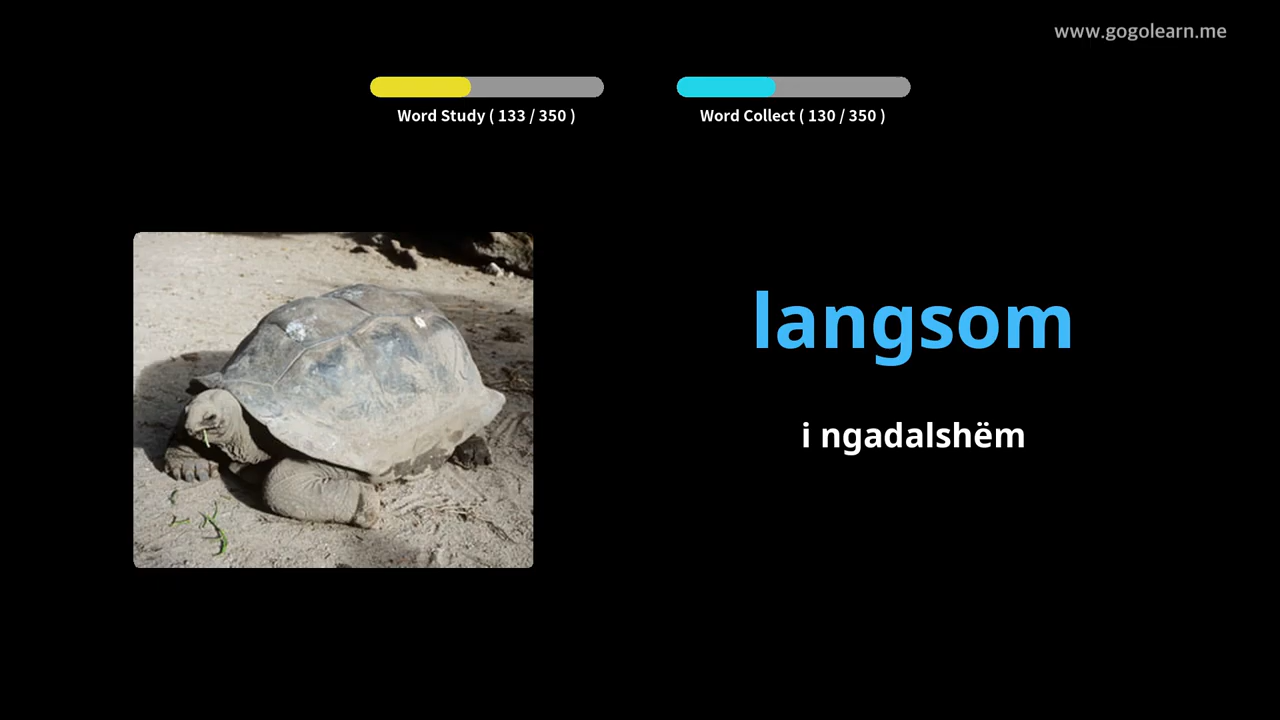 www.gogolearn.me
Word Study ( 133 / 350 )
Word Collect ( 130 / 350 )
langsom
i ngadalshëm